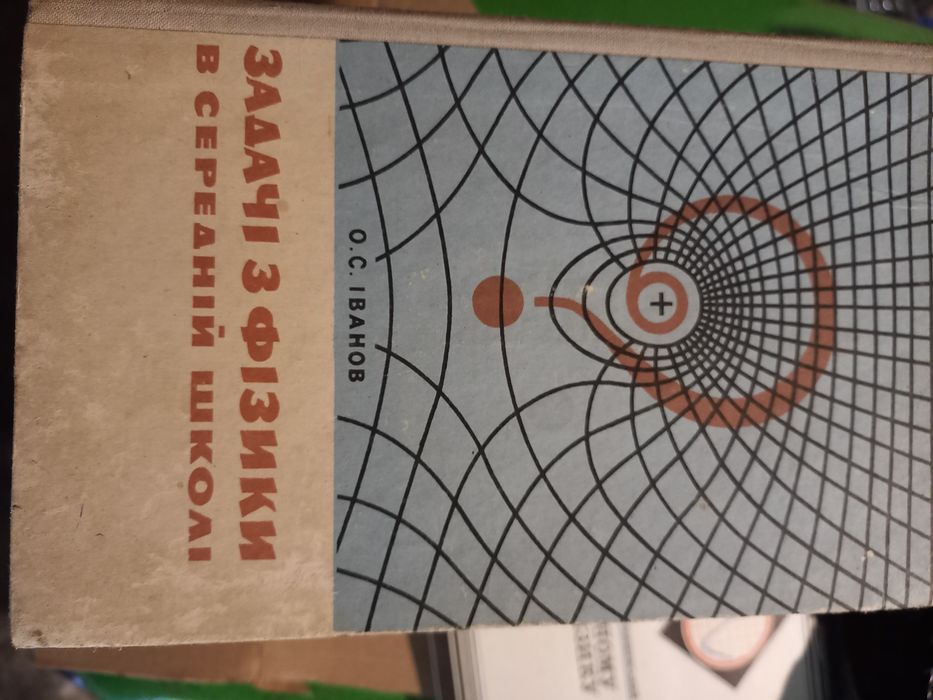 О.С. ІВАНОВ
+
ЗАДАЧІ З ФІЗИКИ
В СЕРЕДНІЙ ШКОЛІ